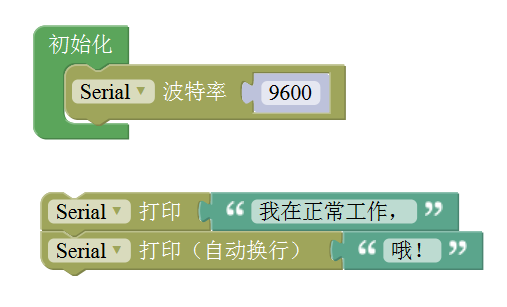 初始化
Serial 波特率 9600
Serial 打印 “ 我在正常工作， ”
Serial 打印（自动换行） “ 哦！ ”